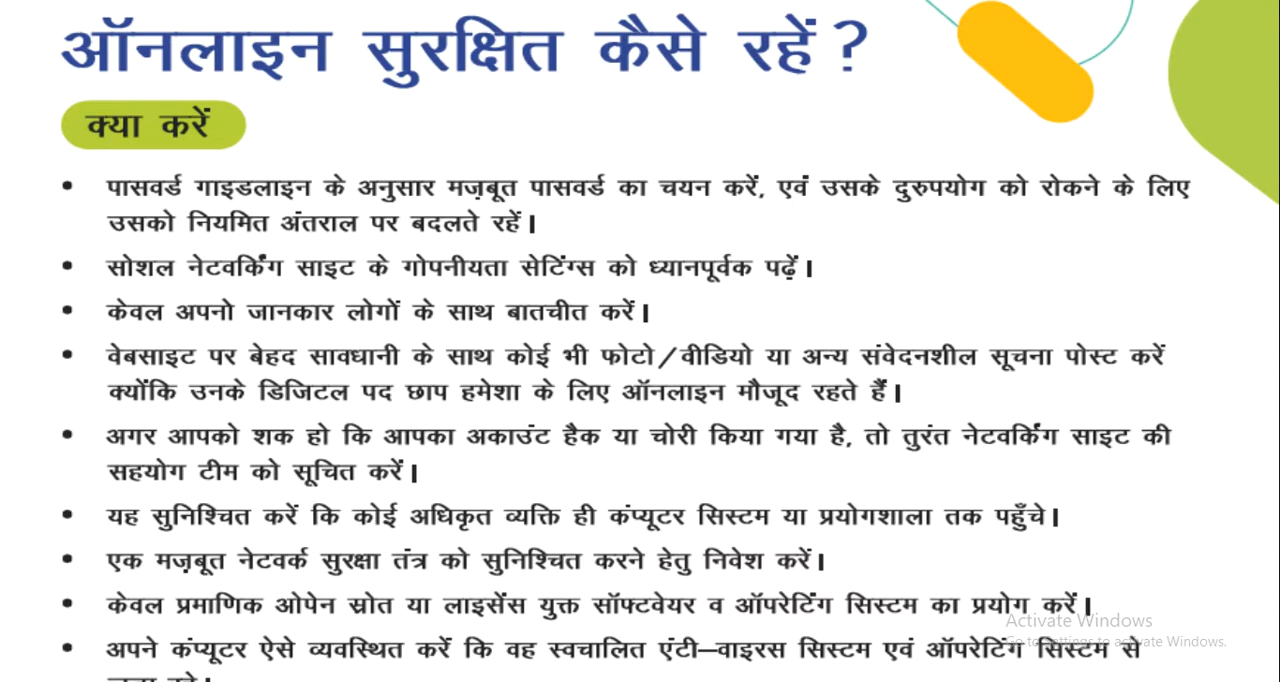 ऑनलाइन सुरक्षित कैसे रहें?
क्या करें
• पासवर्ड गाइडलाइन के अनुसार मज़बूत पासवर्ड का चयन करें, एवं उसके दुरुपयोग को रोकने के लिए
उसको नियमित अंतराल पर बदलते रहें।
• सोशल नेटवर्किंग साइट के गोपनीयता सेटिंग्स को ध्यानपूर्वक पढ़ें।
• केवल अपनो जानकार लोगों के साथ बातचीत करें।
• वेबसाइट पर बेहद सावधानी के साथ कोई भी फोटो/वीडियो या अन्य संवेदनशील सूचना पोस्ट करें
क्योंकि उनके डिजिटल पद छाप हमेशा के लिए ऑनलाइन मौजूद रहते हैं।
• अगर आपको शक हो कि आपका अकाउंट हैक या चोरी किया गया है, तो तुरंत नेटवर्किंग साइट की
सहयोग टीम को सूचित करें।
• यह सुनिश्चित करें कि कोई अधिकृत व्यक्ति ही कंप्यूटर सिस्टम या प्रयोगशाला तक पहुँचे।
• एक मज़बूत नेटवर्क सुरक्षा तंत्र को सुनिश्चित करने हेतु निवेश करें।
• केवल प्रमाणिक ओपेन स्रोत या लाइसेंस युक्त सॉफ्टवेयर व ऑपरेटिंग सिस्टम का प्रयोग करें।
Activate Windows
Go to Settings to activate Windows.
• अपने कंप्यूटर ऐसे व्यवस्थित करें कि वह स्वचालित एंटी–वाइरस सिस्टम एवं ऑपरेटिंग सिस्टम से